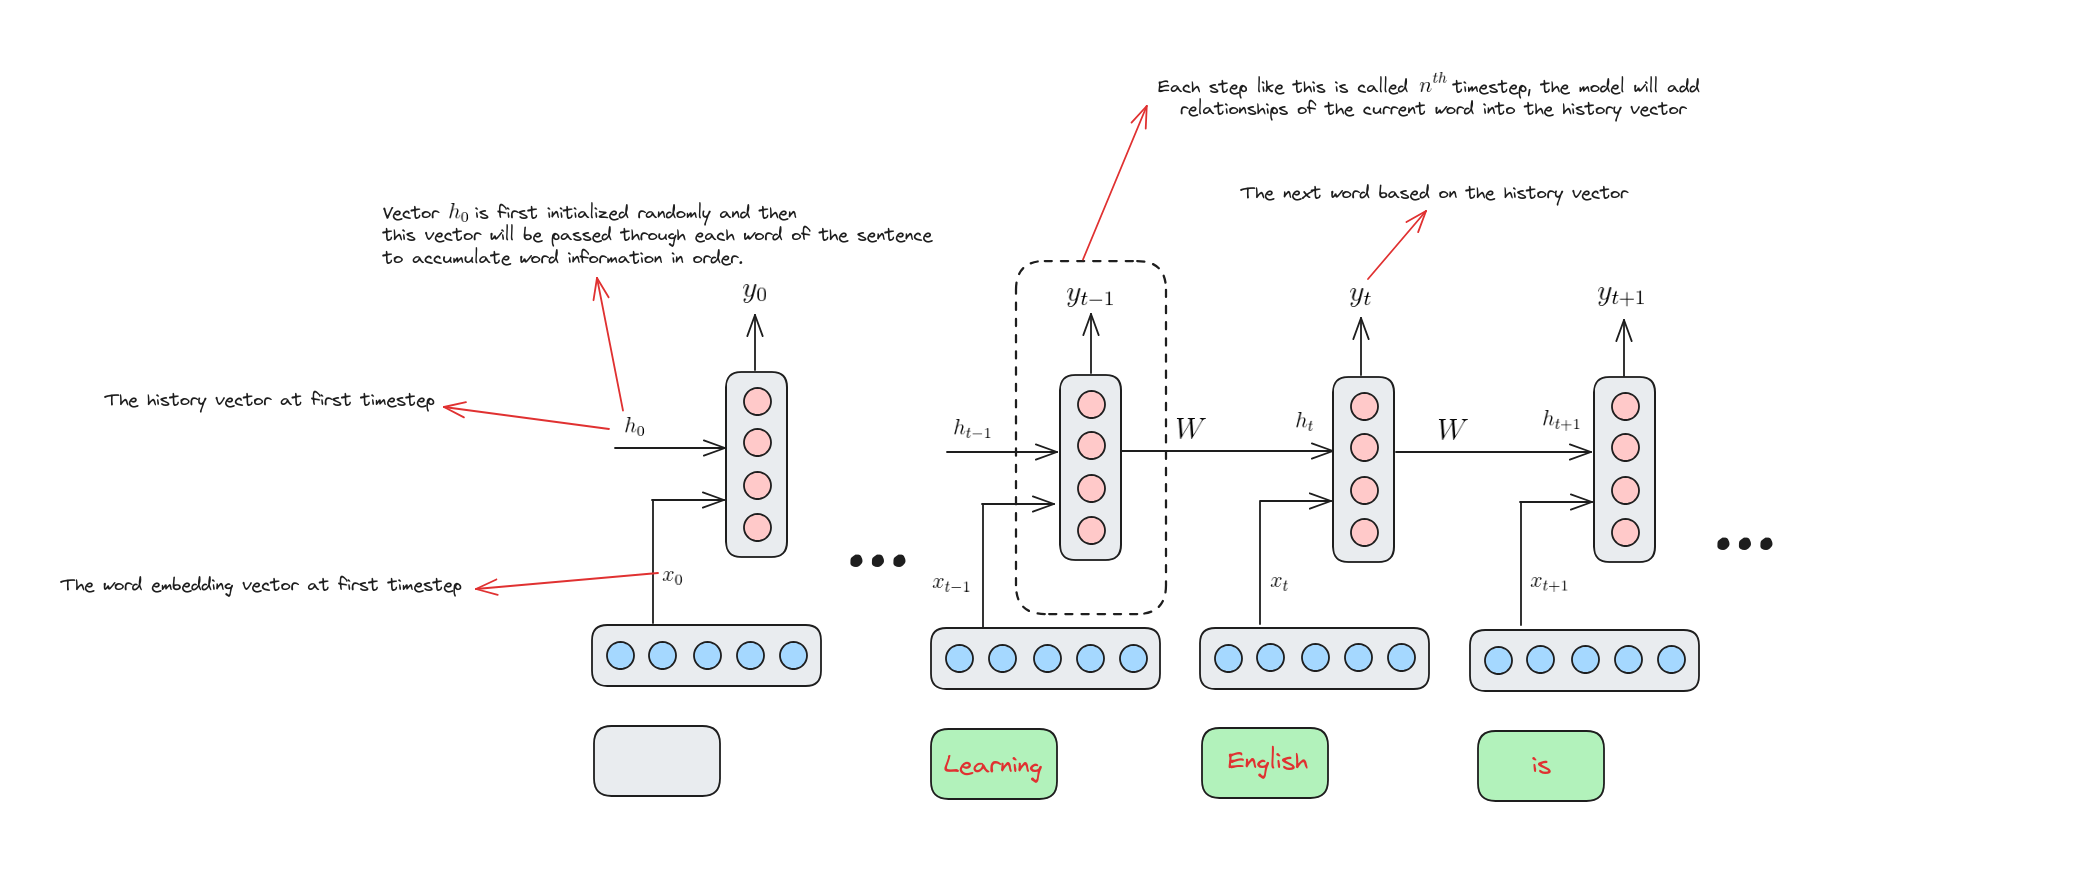 Each step like this is called n^th timestep, the model will add
relationships of the current word into the history vector
The next word based on the history vector
Vector h_0 is first initialized randomly and then
this vector will be passed through each word of the sentence
to accumulate word information in order.
y_0
y_{t-1}
y_t
y_{t+1}
The history vector at first timestep
h_0
h_{t-1}
W
h_t
W
h_{t+1}
The word embedding vector at first timestep
x_0
x_{t-1}
x_t
x_{t+1}
Learning
English
is